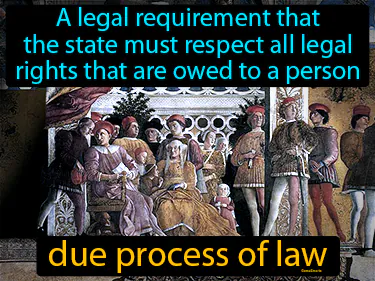 A legal requirement that
the state must respect all legal
rights that are owed to a person
due process of law